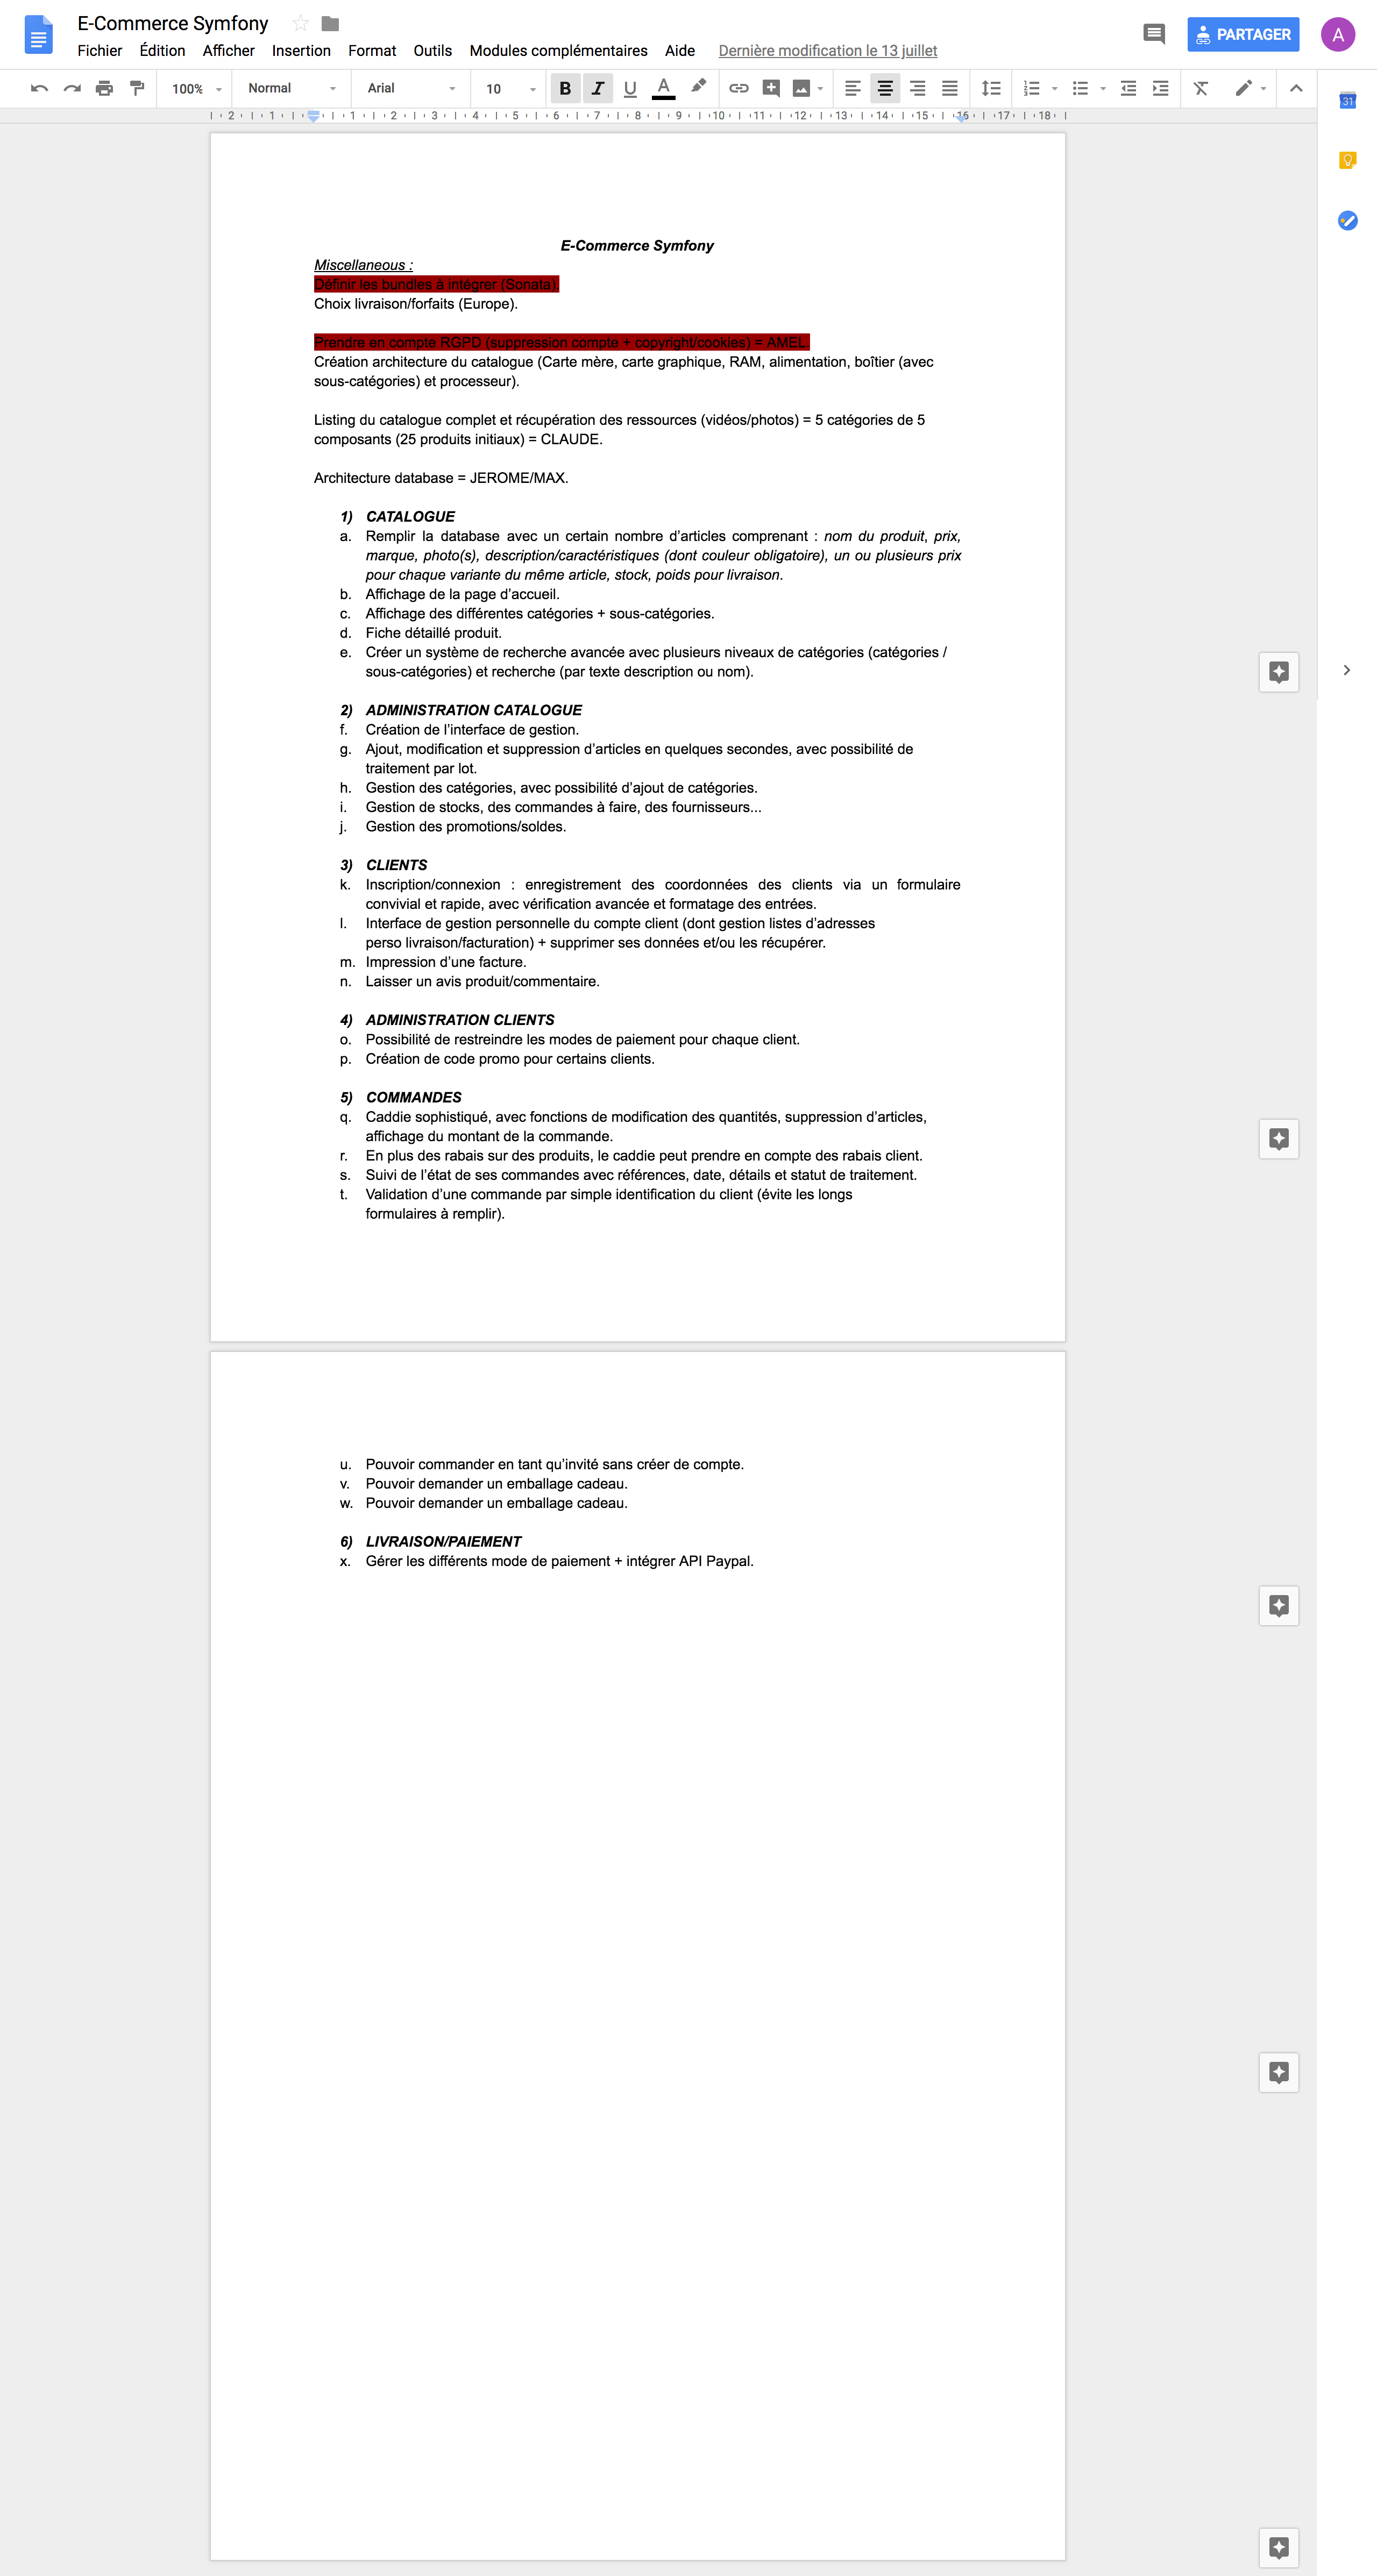 E-Commerce Symfony
Fichier Édition Afficher Insertion Format Outils Modules complémentaires Aide Dernière modification le 13 juillet
PARTAGER
A
100% Normal Arial 10 B I U A
2 1 1 2 3 4 5 6 7 8 9 10 11 12 13 14 15 16 17 18
31
E-Commerce Symfony
Miscellaneous :
Définir les bundles à intégrer (Sonata).
Choix livraison/forfaits (Europe).
Prendre en compte RGPD (suppression compte + copyright/cookies) = AMEL.
Création architecture du catalogue (Carte mère, carte graphique, RAM, alimentation, boîtier (avec
sous-catégories) et processeur).
Listing du catalogue complet et récupération des ressources (vidéos/photos) = 5 catégories de 5
composants (25 produits initiaux) = CLAUDE.
Architecture database = JEROME/MAX.
1) CATALOGUE
a. Remplir la database avec un certain nombre d’articles comprenant : nom du produit, prix,
marque, photo(s), description/caractéristiques (dont couleur obligatoire), un ou plusieurs prix
pour chaque variante du même article, stock, poids pour livraison.
b. Affichage de la page d’accueil.
c. Affichage des différentes catégories + sous-catégories.
d. Fiche détaillé produit.
e. Créer un système de recherche avancée avec plusieurs niveaux de catégories (catégories /
sous-catégories) et recherche (par texte description ou nom).
2) ADMINISTRATION CATALOGUE
f. Création de l’interface de gestion.
g. Ajout, modification et suppression d’articles en quelques secondes, avec possibilité de
traitement par lot.
h. Gestion des catégories, avec possibilité d’ajout de catégories.
i. Gestion de stocks, des commandes à faire, des fournisseurs...
j. Gestion des promotions/soldes.
3) CLIENTS
k. Inscription/connexion : enregistrement des coordonnées des clients via un formulaire
convivial et rapide, avec vérification avancée et formatage des entrées.
l. Interface de gestion personnelle du compte client (dont gestion listes d’adresses
perso livraison/facturation) + supprimer ses données et/ou les récupérer.
m. Impression d’une facture.
n. Laisser un avis produit/commentaire.
4) ADMINISTRATION CLIENTS
o. Possibilité de restreindre les modes de paiement pour chaque client.
p. Création de code promo pour certains clients.
5) COMMANDES
q. Caddie sophistiqué, avec fonctions de modification des quantités, suppression d’articles,
affichage du montant de la commande.
r. En plus des rabais sur des produits, le caddie peut prendre en compte des rabais client.
s. Suivi de l’état de ses commandes avec références, date, détails et statut de traitement.
t. Validation d’une commande par simple identification du client (évite les longs
formulaires à remplir).
u. Pouvoir commander en tant qu’invité sans créer de compte.
v. Pouvoir demander un emballage cadeau.
w. Pouvoir demander un emballage cadeau.
6) LIVRAISON/PAIEMENT
x. Gérer les différents mode de paiement + intégrer API Paypal.